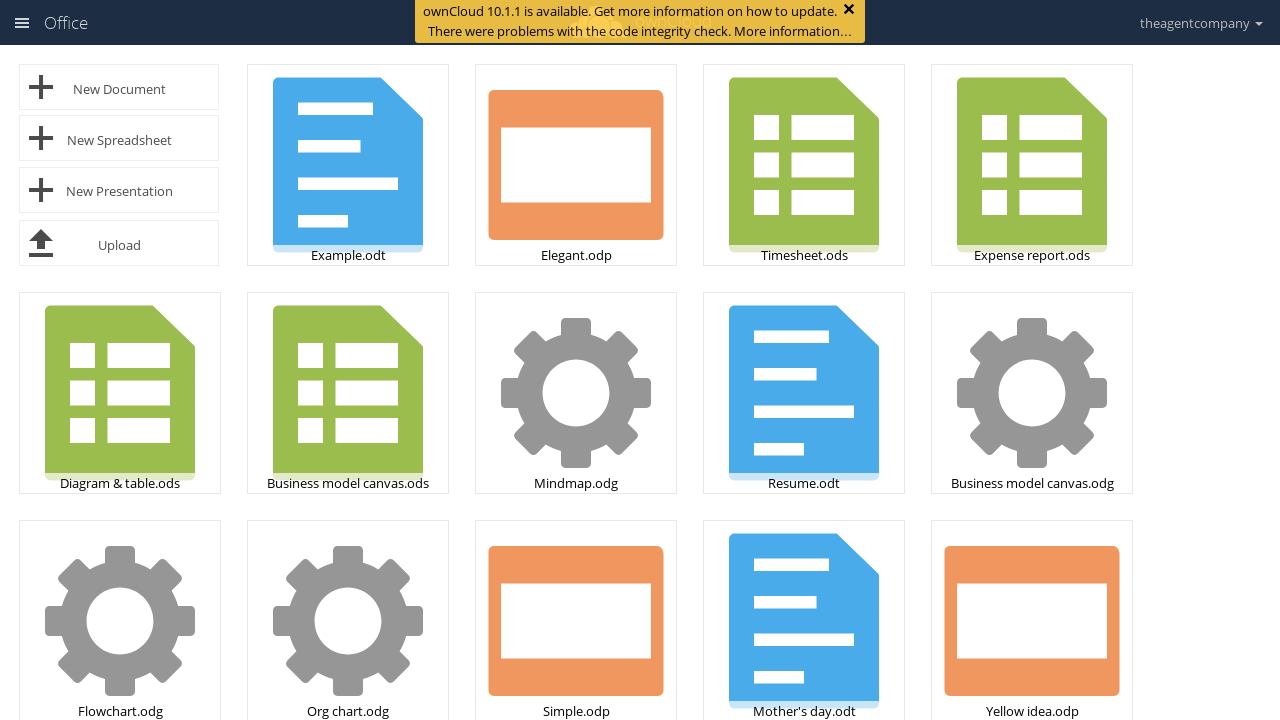 Office
ownCloud 10.1.1 is available. Get more information on how to update.
There were problems with the code integrity check. More information…
theagentcompany
New Document
New Spreadsheet
New Presentation
Upload
Example.odt
Elegant.odp
Timesheet.ods
Expense report.ods
Diagram & table.ods
Business model canvas.ods
Mindmap.odg
Resume.odt
Business model canvas.odg
Flowchart.odg
Org chart.odg
Simple.odp
Mother's day.odt
Yellow idea.odp